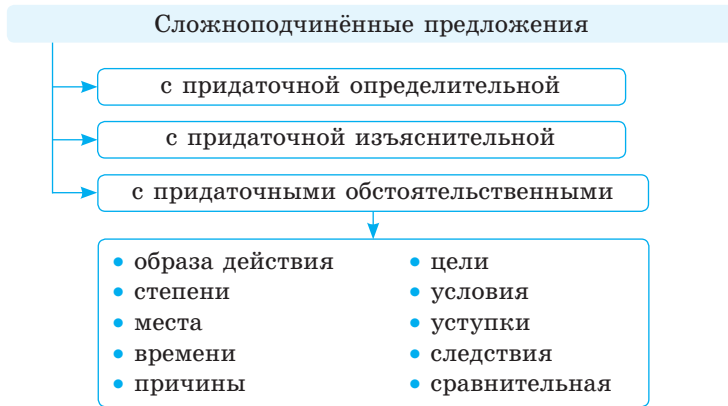 Сложноподчинённые предложения
с придаточной определительной
с придаточной изъяснительной
с придаточными обстоятельственными
• образа действия
• степени
• места
• времени
• причины
• цели
• условия
• уступки
• следствия
• сравнительная